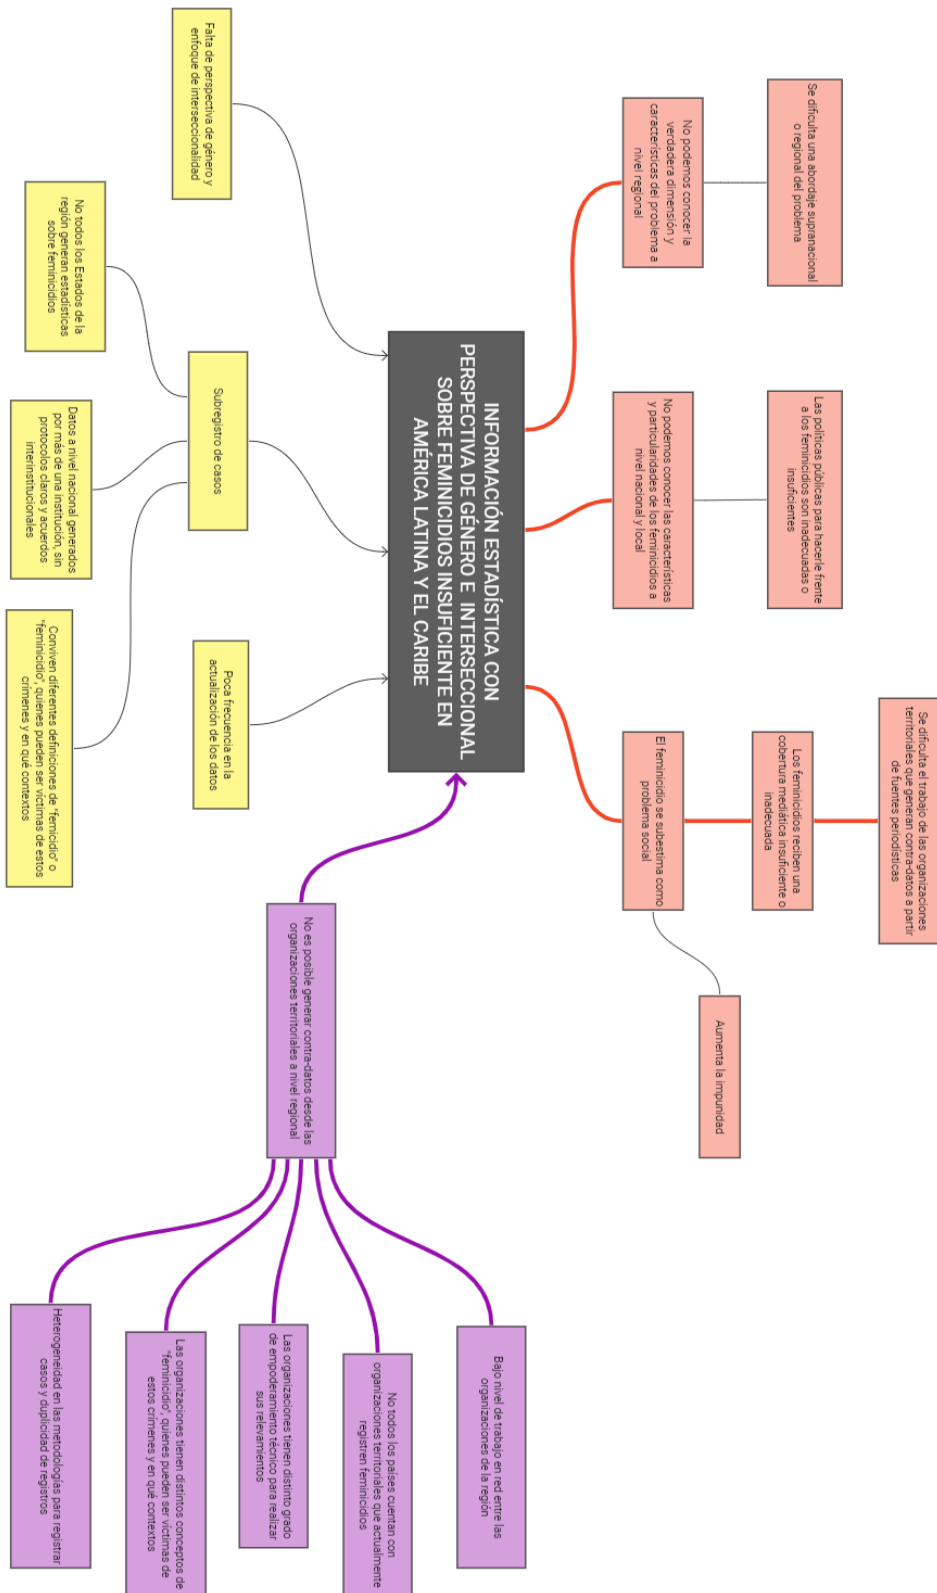 Se dificulta el trabajo de las organizaciones
territoriales que generan contra-datos a partir
de fuentes periodísticas
Se dificulta una abordaje supranacional
o regional del problema
Las políticas públicas para hacerle frente
a los feminicidios son inadecuadas o
insuficientes
Los feminicidios reciben una
cobertura mediática insuficiente o
inadecuada
Aumenta la impunidad
No podemos conocer la
verdadera dimensión y
características del problema a
nivel regional
No podemos conocer las características
y particularidades de los feminicidios a
nivel nacional y local
El feminicidio se subestima como
problema social
INFORMACIÓN ESTADÍSTICA CON
PERSPECTIVA DE GÉNERO E INTERSECCIONAL
SOBRE FEMINICIDIOS INSUFICIENTE EN
AMÉRICA LATINA Y EL CARIBE
Falta de perspectiva de género y
enfoque de interseccionalidad
Subregistro de casos
Poca frecuencia en la
actualización de los datos
No es posible generar contra-datos desde las
organizaciones territoriales a nivel regional
No todos los Estados de la
región generan estadísticas
sobre feminicidios
Datos a nivel nacional generados
por más de una institución, sin
protocolos claros y acuerdos
interinstitucionales
Conviven diferentes definiciones de "femicidio" o
"feminicidio", quienes pueden ser víctimas de estos
crímenes y en qué contextos
Bajo nivel de trabajo en red entre las
organizaciones de la región
No todos los países cuentan con
organizaciones territoriales que actualmente
registren feminicidios
Las organizaciones tienen distinto grado
de empoderamiento técnico para realizar
sus relevamientos
Las organizaciones tienen distintos conceptos de
"feminicidio", quienes pueden ser víctimas de
estos crímenes y en qué contextos
Heterogeneidad en las metodologías para registrar
casos y duplicidad de registros